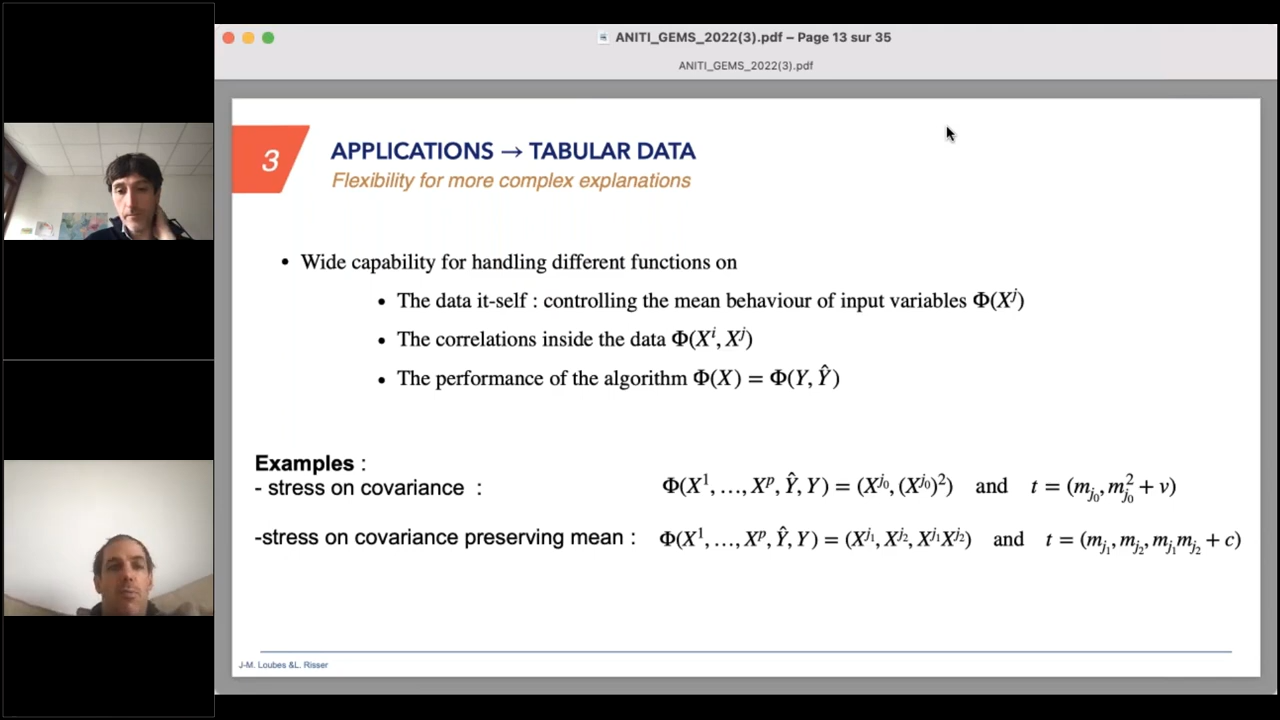 ANITI_GEMS_2022(3).pdf – Page 13 sur 35
ANITI_GEMS_2022(3).pdf
3
APPLICATIONS → TABULAR DATA
Flexibility for more complex explanations
• Wide capability for handling different functions on
• The data it-self : controlling the mean behaviour of input variables Φ(X^j)
• The correlations inside the data Φ(X^i, X^j)
• The performance of the algorithm Φ(X) = Φ(Y, Ŷ)
Examples :
- stress on covariance : Φ(X^1, …, X^p, Ŷ, Y) = (X^{j_0}, (X^{j_0})^2) and t = (m_{j_0}, m_{j_0}^2 + v)
-stress on covariance preserving mean : Φ(X^1, …, X^p, Ŷ, Y) = (X^{j_1}, X^{j_2}, X^{j_1}X^{j_2}) and t = (m_{j_1}, m_{j_2}, m_{j_1}m_{j_2} + c)
J-M. Loubes &L. Risser